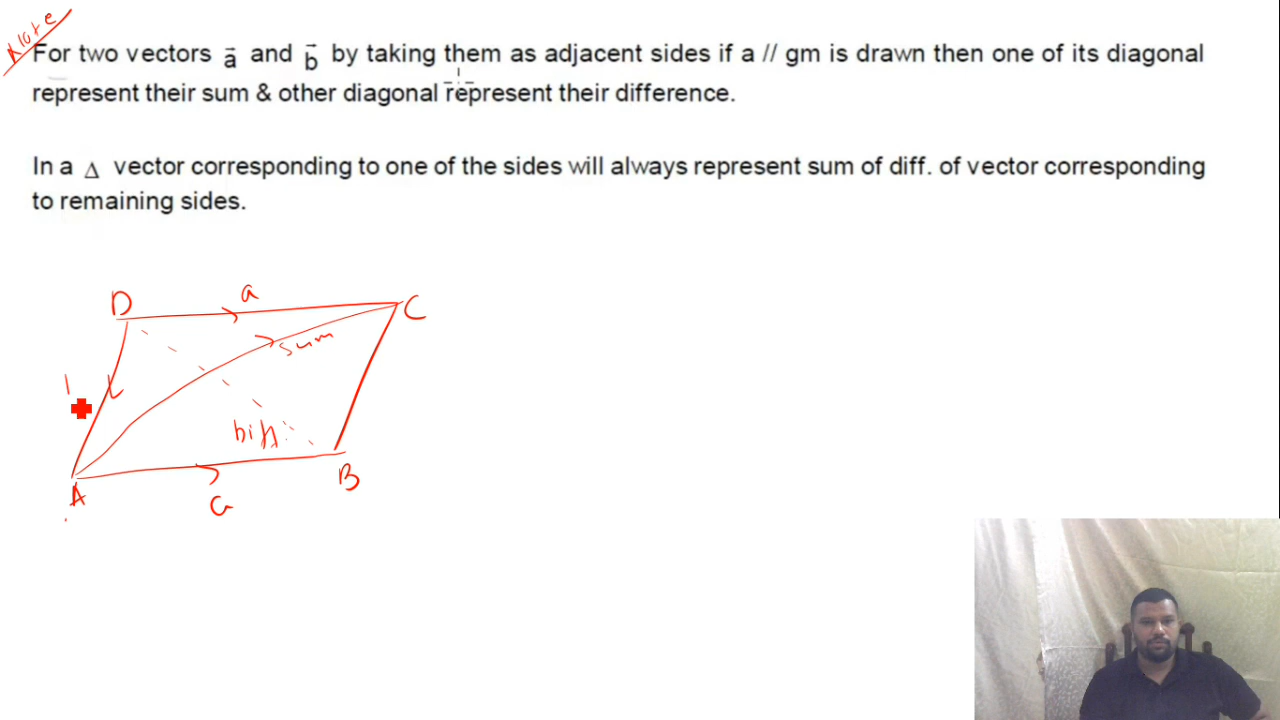 Note
For two vectors a⃗ and b⃗ by taking them as adjacent sides if a // gm is drawn then one of its diagonal
represent their sum & other diagonal represent their difference.
In a Δ vector corresponding to one of the sides will always represent sum of diff. of vector corresponding
to remaining sides.
D
a
C
sum
A
a
B